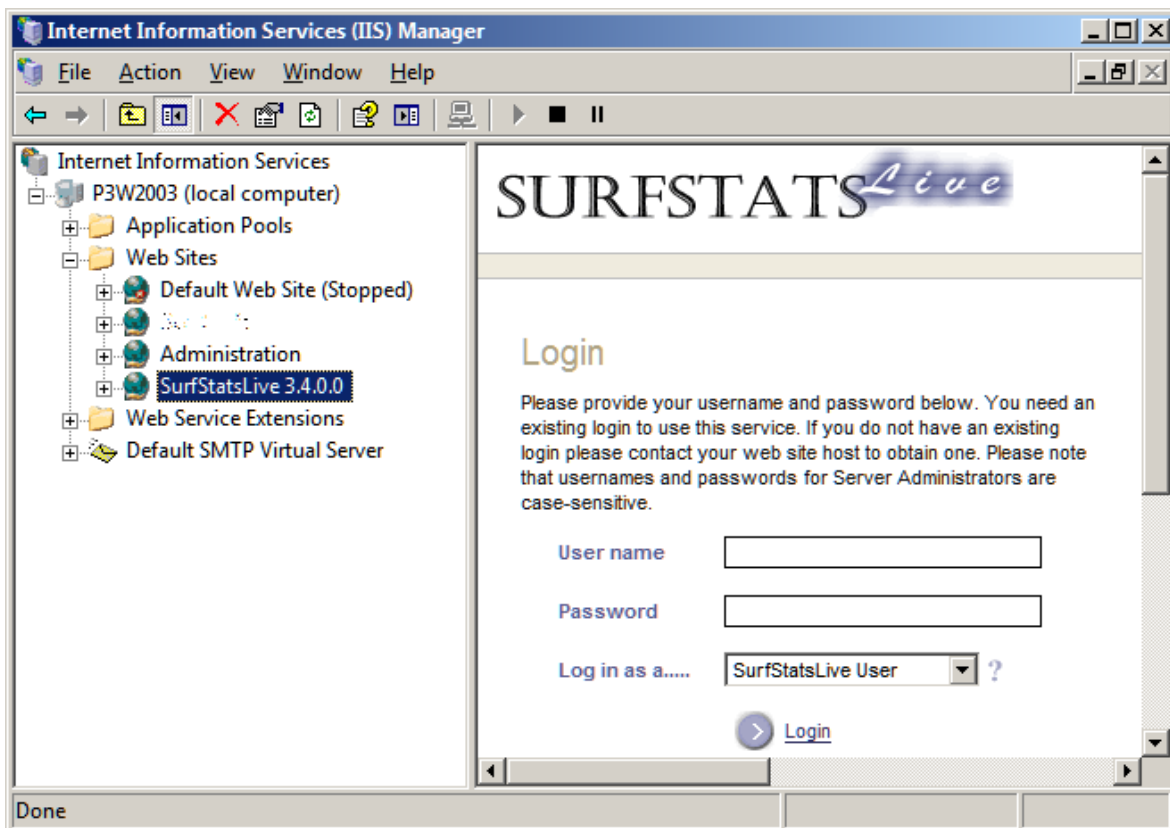 Internet Information Services (IIS) Manager
File Action View Window Help
Internet Information Services
P3W2003 (local computer)
Application Pools
Web Sites
Default Web Site (Stopped)
Administration
SurfStatsLive 3.4.0.0
Web Service Extensions
Default SMTP Virtual Server
SURFSTATS Live
Login
Please provide your username and password below. You need an
existing login to use this service. If you do not have an existing
login please contact your web site host to obtain one. Please note
that usernames and passwords for Server Administrators are
case-sensitive.
User name
Password
Log in as a..... SurfStatsLive User ?
Login
Done